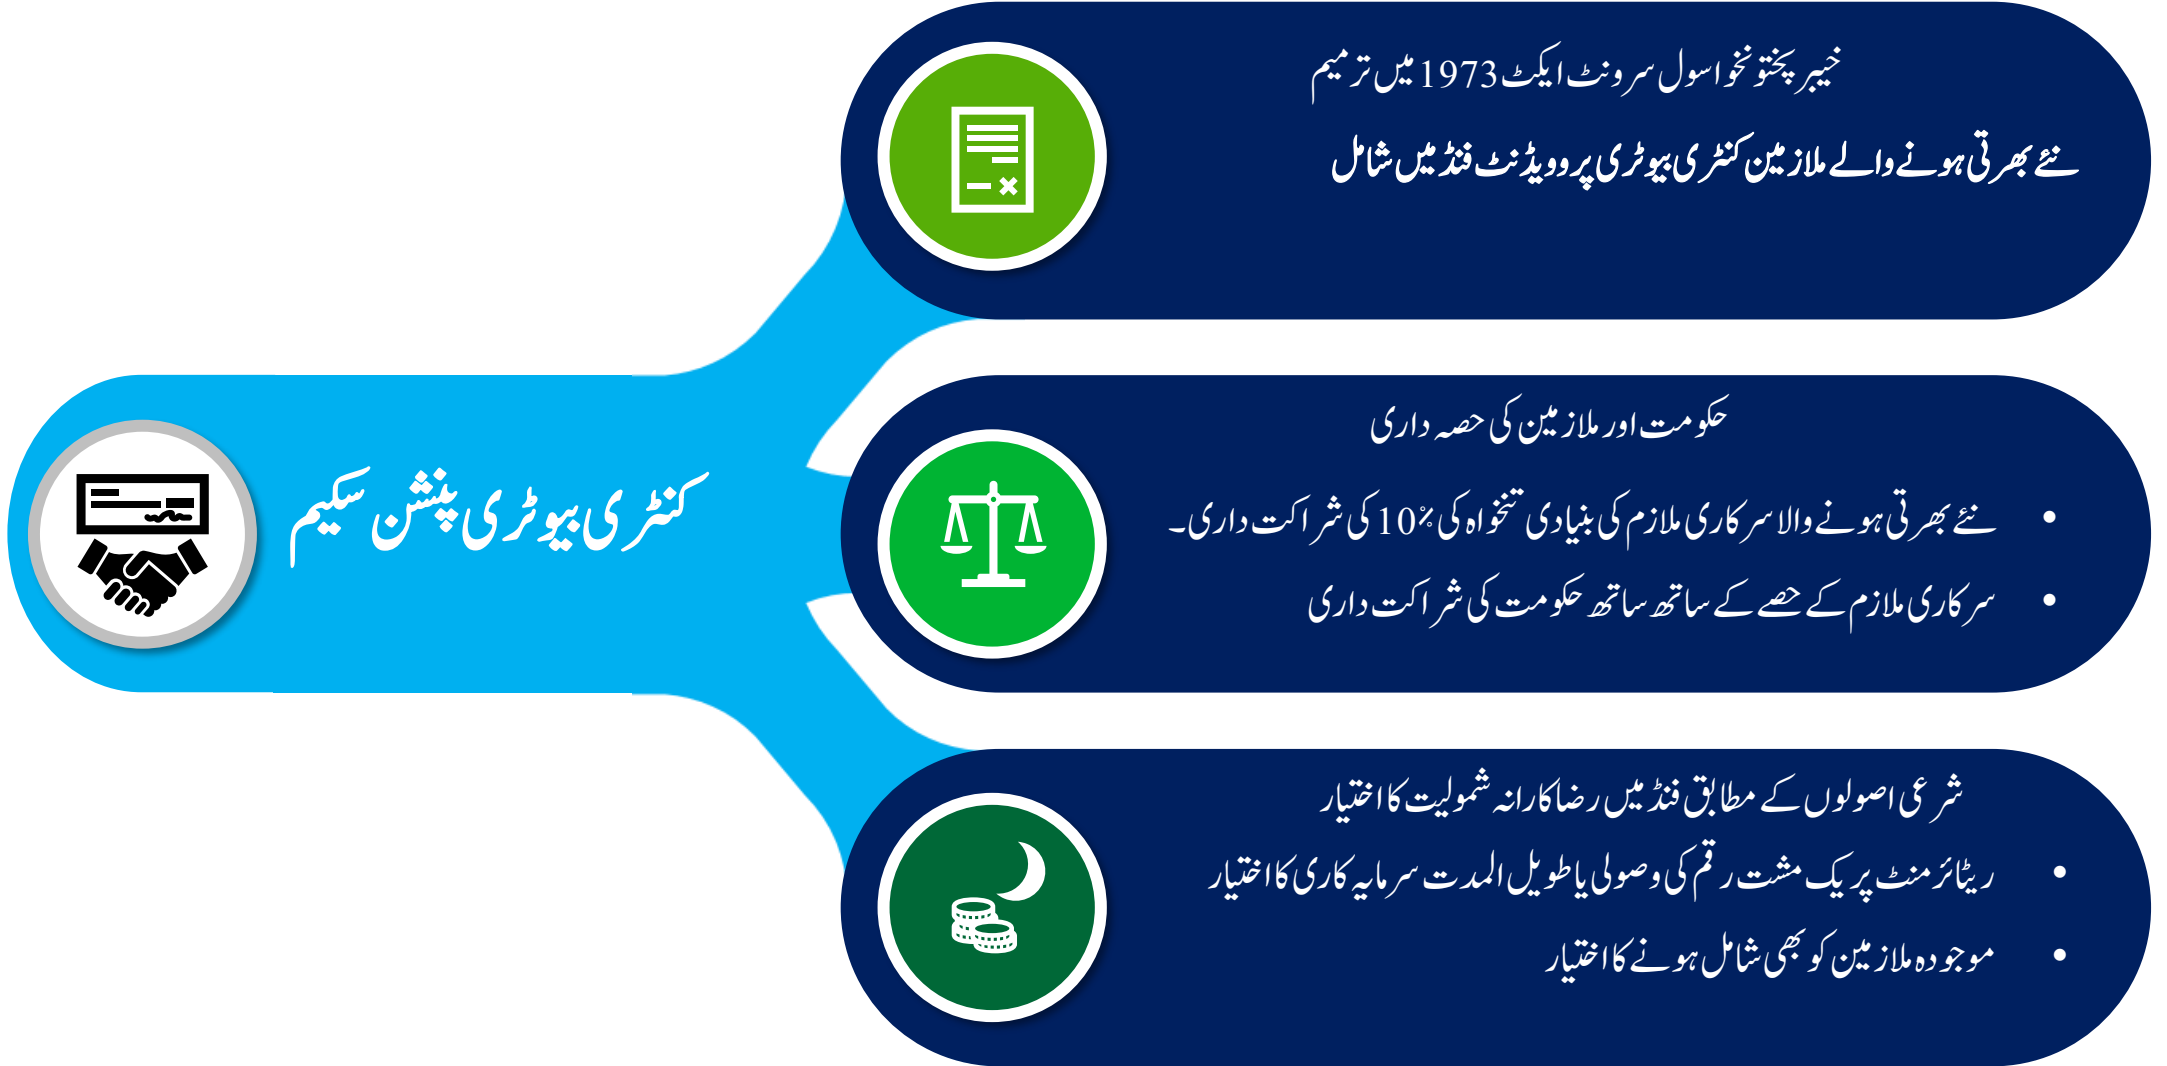 کنٹری بیوٹری پنشن سکیم
خیبر پختونخوا سول سرونٹ ایکٹ 1973 میں ترمیم
نئے بھرتی ہونے والے ملازمین کنٹری بیوٹری پروویڈنٹ فنڈ میں شامل
حکومت اور ملازمین کی حصہ داری
• نئے بھرتی ہونے والا سرکاری ملازم کی بنیادی تنخواہ کی 10% کی شراکت داری۔
• سرکاری ملازم کے حصے کے ساتھ ساتھ حکومت کی شراکت داری
شرعی اصولوں کے مطابق فنڈ میں رضاکارانہ شمولیت کا اختیار
• ریٹائرمنٹ پر یک مشت رقم کی وصولی یا طویل المدت سرمایہ کاری کا اختیار
• موجودہ ملازمین کو بھی شامل ہونے کا اختیار